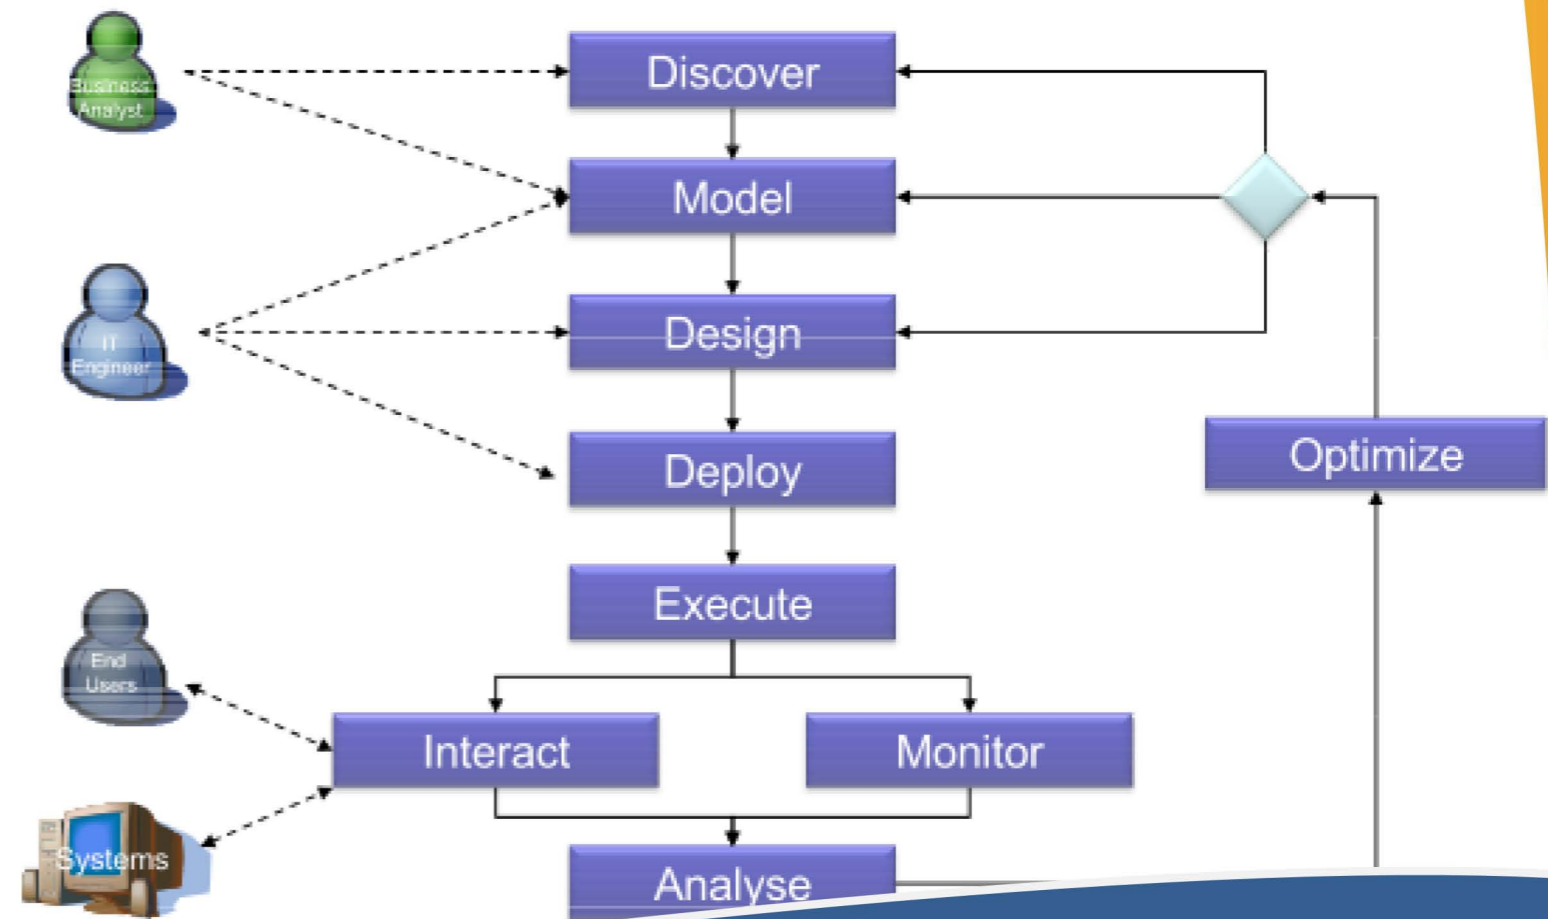 Business
Analyst
Discover
Model
IT
Engineer
Design
Deploy
Optimize
Execute
End
Users
Interact
Monitor
Systems
Analyse